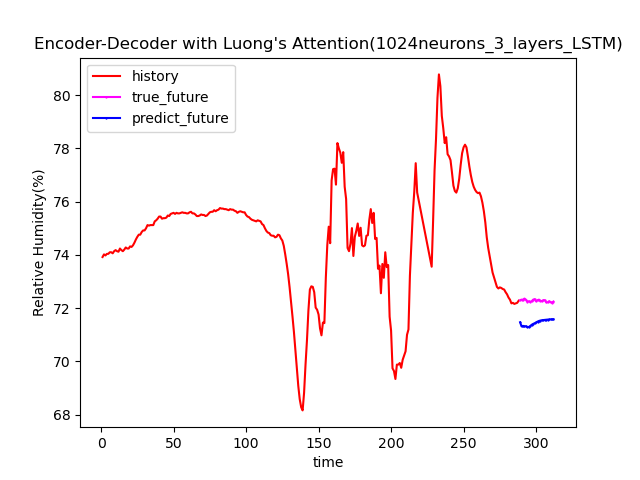 Encoder-Decoder with Luong's Attention(1024neurons_3_layers_LSTM)
history
true_future
predict_future
Relative Humidity(%)
80
78
76
74
72
70
68
0 50 100 150 200 250 300
time